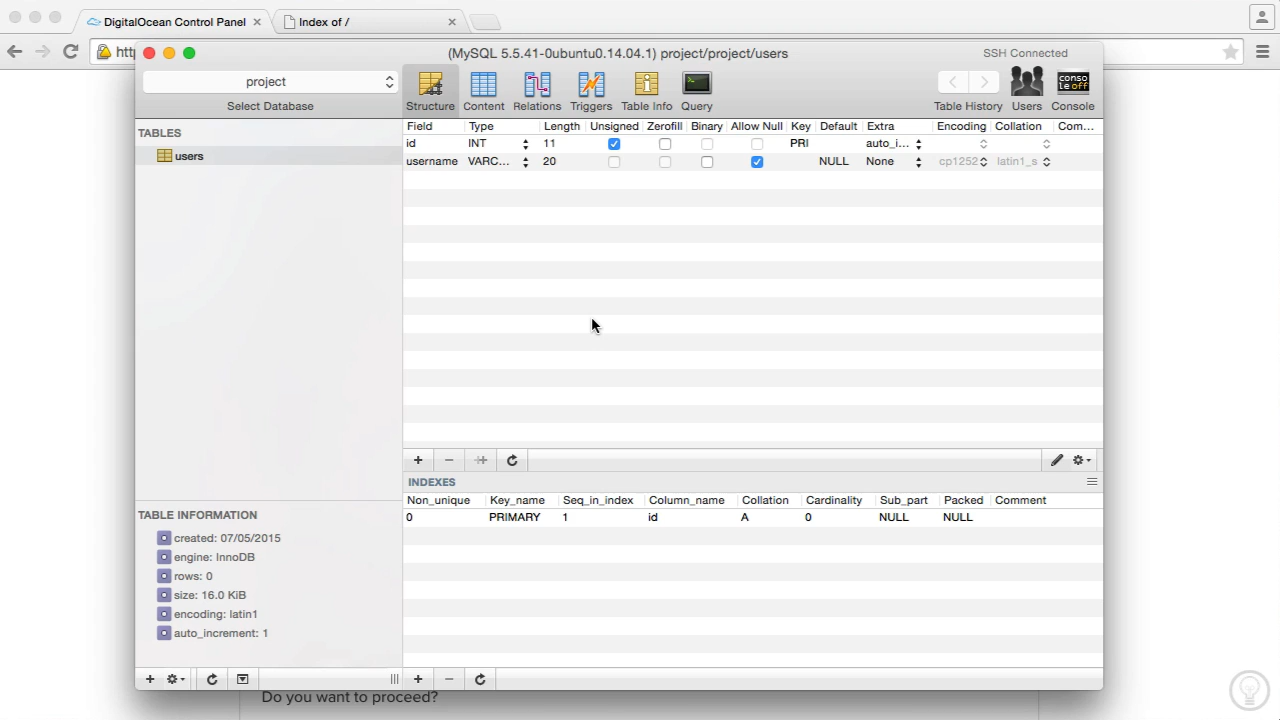 DigitalOcean Control Panel
Index of /
http
(MySQL 5.5.41-0ubuntu0.14.04.1) project/project/users
SSH Connected
project
Select Database
Structure
Content
Relations
Triggers
Table Info
Query
Table History
Users
conso
le off
Console
TABLES
users
Field Type Length Unsigned Zerofill Binary Allow Null Key Default Extra Encoding Collation Com...
id INT 11 PRI auto_i...
username VARC... 20 NULL None cp1252 latin1_s
INDEXES
Non_unique Key_name Seq_in_index Column_name Collation Cardinality Sub_part Packed Comment
0 PRIMARY 1 id A 0 NULL NULL
TABLE INFORMATION
created: 07/05/2015
engine: InnoDB
rows: 0
size: 16.0 KiB
encoding: latin1
auto_increment: 1
Do you want to proceed?